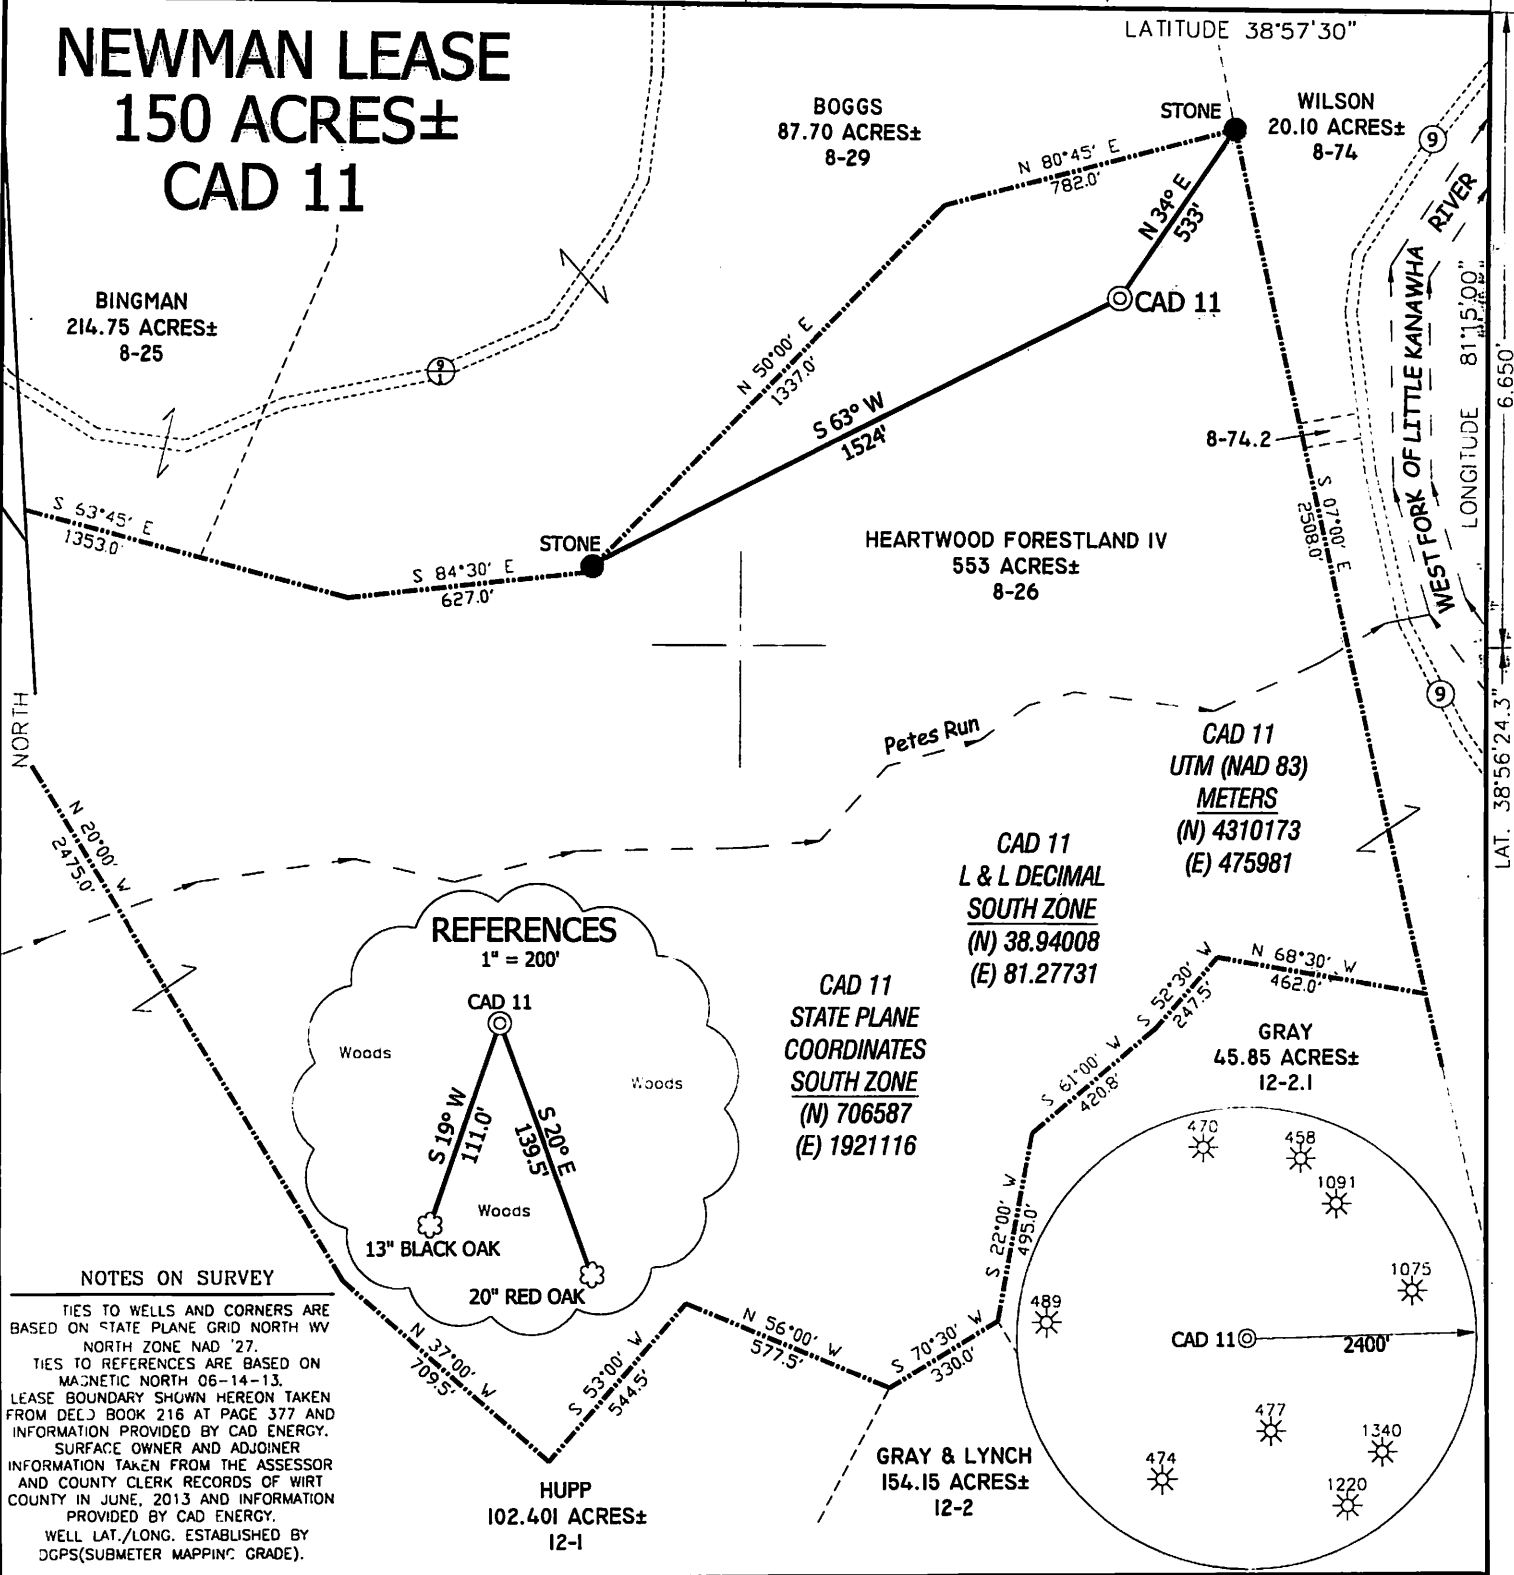 NEWMAN LEASE
150 ACRES±
CAD 11
LATITUDE 38°57'30"
BOGGS
87.70 ACRES±
8-29
STONE
WILSON
20.10 ACRES±
8-74
9
N 80°45' E
782.0'
N 34° E
533'
RIVER
WEST FORK OF LITTLE KANAWHA
LONGITUDE 81°15'00"
6.650'
BINGMAN
214.75 ACRES±
8-25
9
1
CAD 11
N 50°00' E
1337.0'
S 63° W
1524'
8-74.2
S 63°45' E
1353.0'
STONE
S 84°30' E
627.0'
HEARTWOOD FORESTLAND IV
553 ACRES±
8-26
S 07°00' E
2508.0'
9
LAT. 38°56'24.3"
NORTH
Petes Run
CAD 11
UTM (NAD 83)
METERS
(N) 4310173
(E) 475981
N 20°00' W
2475.0'
CAD 11
L & L DECIMAL
SOUTH ZONE
(N) 38.94008
(E) 81.27731
REFERENCES
1" = 200'
CAD 11
Woods
Woods
S 19° W
111.0'
S 20° E
139.5'
Woods
13" BLACK OAK
20" RED OAK
CAD 11
STATE PLANE
COORDINATES
SOUTH ZONE
(N) 706587
(E) 1921116
N 68°30' W
462.0'
S 52°30' W
247.5'
S 61°00' W
420.8'
GRAY
45.85 ACRES±
12-2.1
S 22°00' W
495.0'
470
458
1091
1075
489
CAD 11
2400'
477
1340
474
1220
NOTES ON SURVEY
TIES TO WELLS AND CORNERS ARE
BASED ON STATE PLANE GRID NORTH WV
NORTH ZONE NAD '27.
TIES TO REFERENCES ARE BASED ON
MAGNETIC NORTH 06-14-13.
LEASE BOUNDARY SHOWN HEREON TAKEN
FROM DEED BOOK 216 AT PAGE 377 AND
INFORMATION PROVIDED BY CAD ENERGY.
SURFACE OWNER AND ADJOINER
INFORMATION TAKEN FROM THE ASSESSOR
AND COUNTY CLERK RECORDS OF WIRT
COUNTY IN JUNE, 2013 AND INFORMATION
PROVIDED BY CAD ENERGY.
WELL LAT./LONG. ESTABLISHED BY
DGPS(SUBMETER MAPPING GRADE).
N 37°00' W
709.5'
S 53°00' W
544.5'
N 56°00' W
577.5'
S 70°30' W
330.0'
HUPP
102.401 ACRES±
12-1
GRAY & LYNCH
154.15 ACRES±
12-2